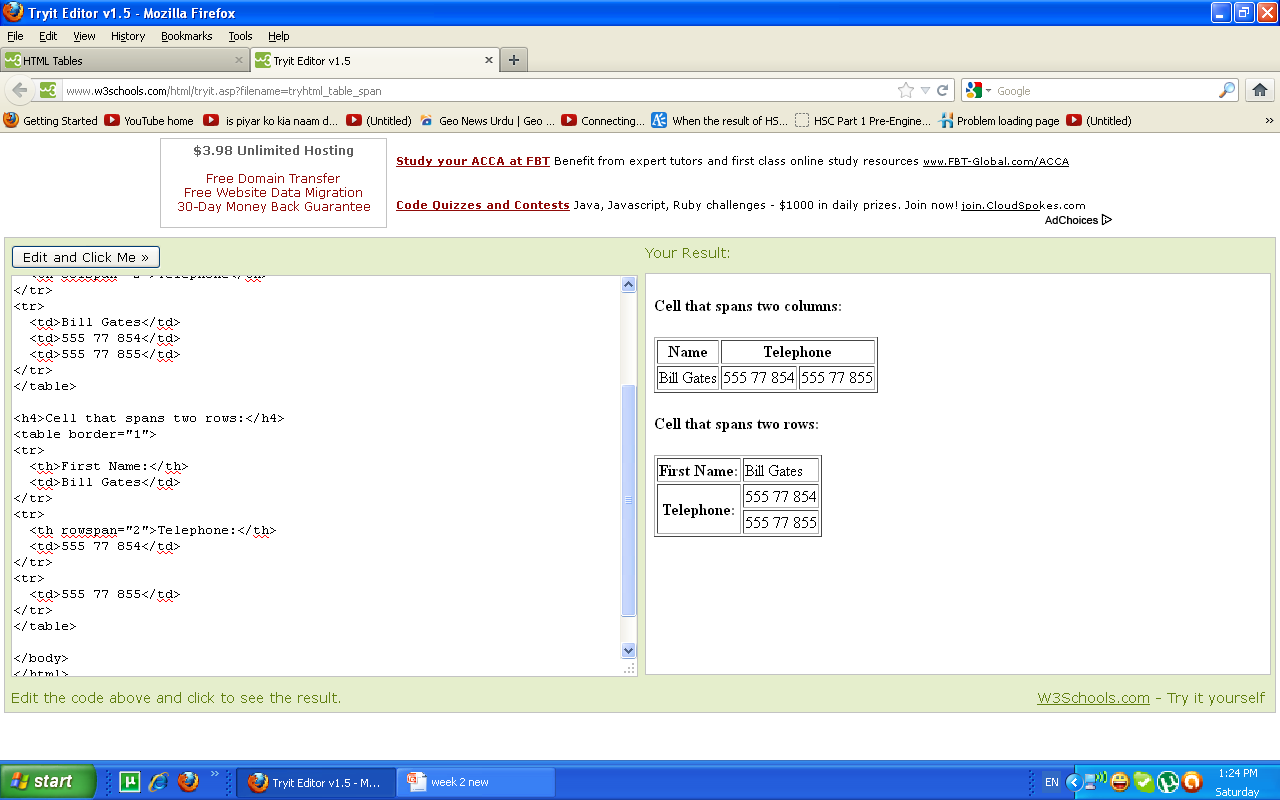 Tryit Editor v1.5 - Mozilla Firefox
File Edit View History Bookmarks Tools Help
HTML Tables
Tryit Editor v1.5
www.w3schools.com/html/tryit.asp?filename=tryhtml_table_span
Google
Getting Started YouTube home is piyar ko kia naam d... (Untitled) Geo News Urdu | Geo ... Connecting... When the result of HS... HSC Part 1 Pre-Engine... Problem loading page (Untitled) »
$3.98 Unlimited Hosting
Free Domain Transfer
Free Website Data Migration
30-Day Money Back Guarantee
Study your ACCA at FBT Benefit from expert tutors and first class online study resources www.FBT-Global.com/ACCA
Code Quizzes and Contests Java, Javascript, Ruby challenges - $1000 in daily prizes. Join now! join.CloudSpokes.com
AdChoices
Edit and Click Me »
<th colspan="2">Telephone</th>
</tr>
<tr>
<td>Bill Gates</td>
<td>555 77 854</td>
<td>555 77 855</td>
</tr>
</table>
<h4>Cell that spans two rows:</h4>
<table border="1">
<tr>
<th>First Name:</th>
<td>Bill Gates</td>
</tr>
<tr>
<th rowspan="2">Telephone:</th>
<td>555 77 854</td>
</tr>
<tr>
<td>555 77 855</td>
</tr>
</table>
</body>
</html>
Your Result:
Cell that spans two columns:
Name Telephone
Bill Gates 555 77 854 555 77 855
Cell that spans two rows:
First Name: Bill Gates
Telephone: 555 77 854
555 77 855
Edit the code above and click to see the result.
W3Schools.com - Try it yourself
start
»
Tryit Editor v1.5 - M...
week 2 new
EN
1:24 PM
Saturday